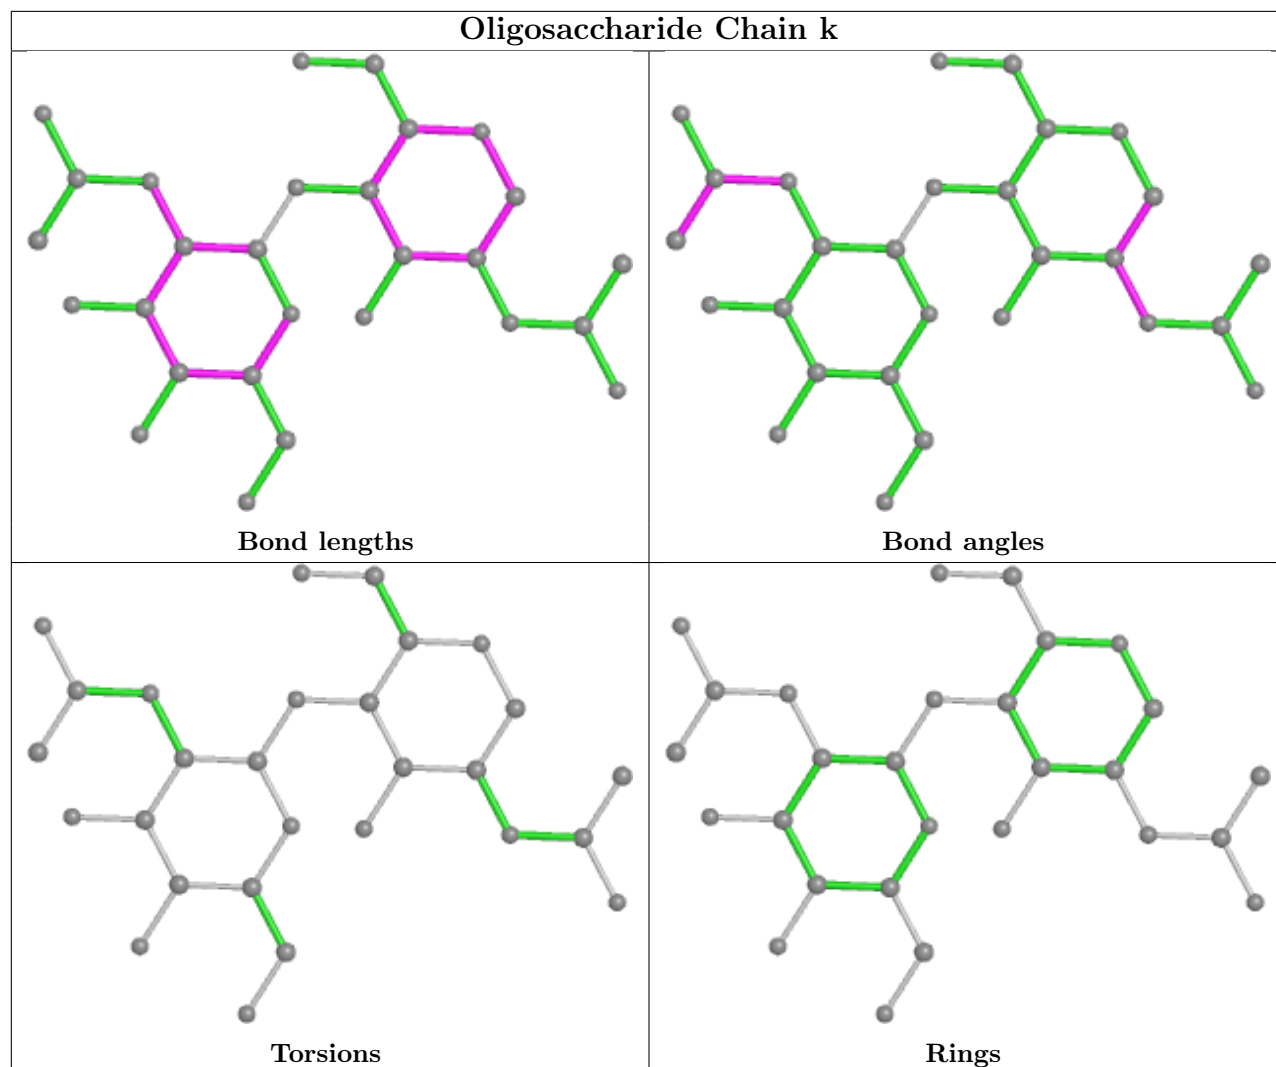 Oligosaccharide Chain k
Bond lengths
Bond angles
Torsions
Rings